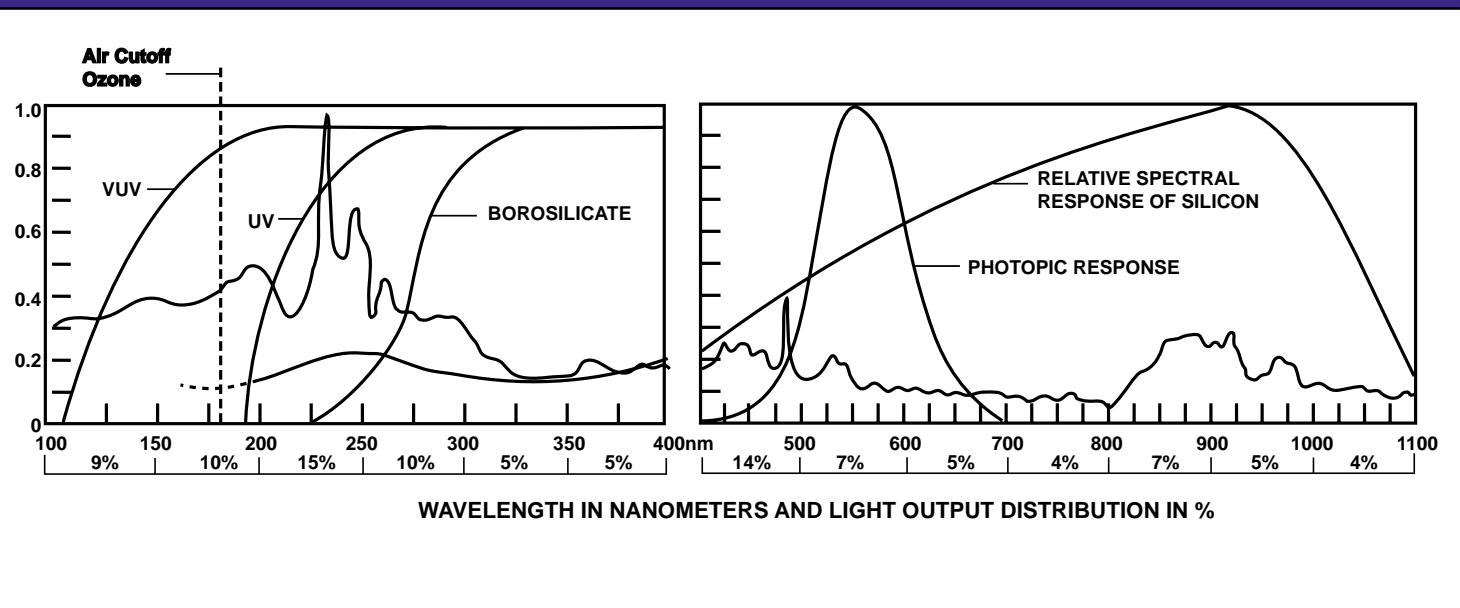 Air Cutoff
Ozone
1.0
0.8
0.6
0.4
0.2
0
VUV
UV
BOROSILICATE
RELATIVE SPECTRAL
RESPONSE OF SILICON
PHOTOPIC RESPONSE
100 150 200 250 300 350 400nm 500 600 700 800 900 1000 1100
9% 10% 15% 10% 5% 5% 14% 7% 5% 4% 7% 5% 4%
WAVELENGTH IN NANOMETERS AND LIGHT OUTPUT DISTRIBUTION IN %